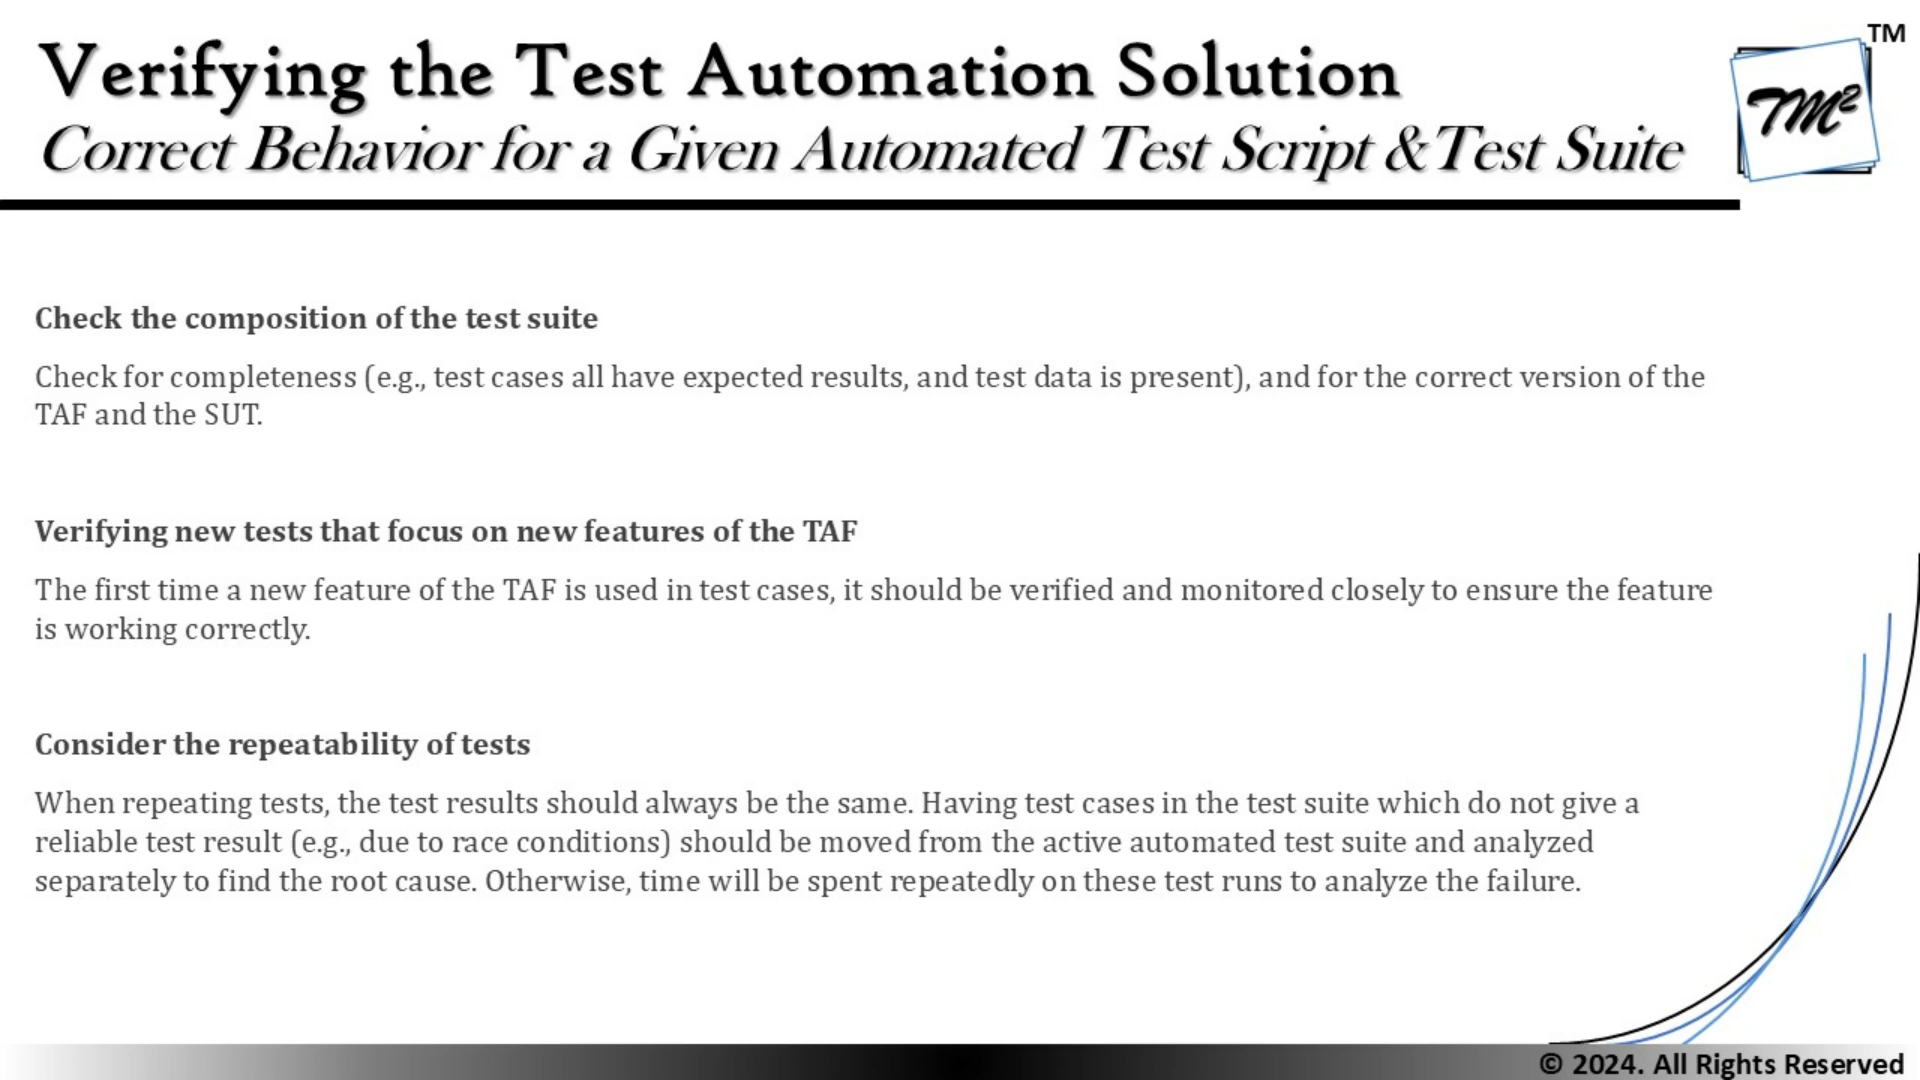 Verifying the Test Automation Solution
Correct Behavior for a Given Automated Test Script & Test Suite
TM
TM²
Check the composition of the test suite
Check for completeness (e.g., test cases all have expected results, and test data is present), and for the correct version of the
TAF and the SUT.
Verifying new tests that focus on new features of the TAF
The first time a new feature of the TAF is used in test cases, it should be verified and monitored closely to ensure the feature
is working correctly.
Consider the repeatability of tests
When repeating tests, the test results should always be the same. Having test cases in the test suite which do not give a
reliable test result (e.g., due to race conditions) should be moved from the active automated test suite and analyzed
separately to find the root cause. Otherwise, time will be spent repeatedly on these test runs to analyze the failure.
© 2024. All Rights Reserved